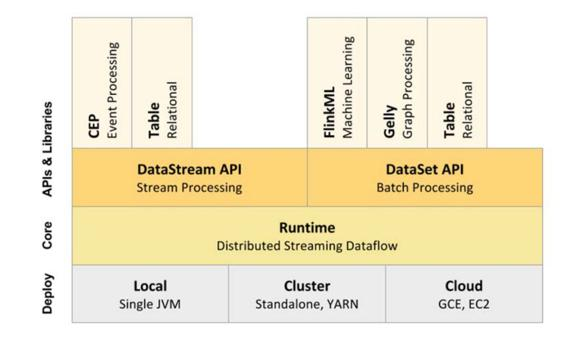 APIs & Libraries
CEP
Event Processing
Table
Relational
FlinkML
Machine Learning
Gelly
Graph Processing
Table
Relational
DataStream API
Stream Processing
DataSet API
Batch Processing
Core
Runtime
Distributed Streaming Dataflow
Deploy
Local
Single JVM
Cluster
Standalone, YARN
Cloud
GCE, EC2